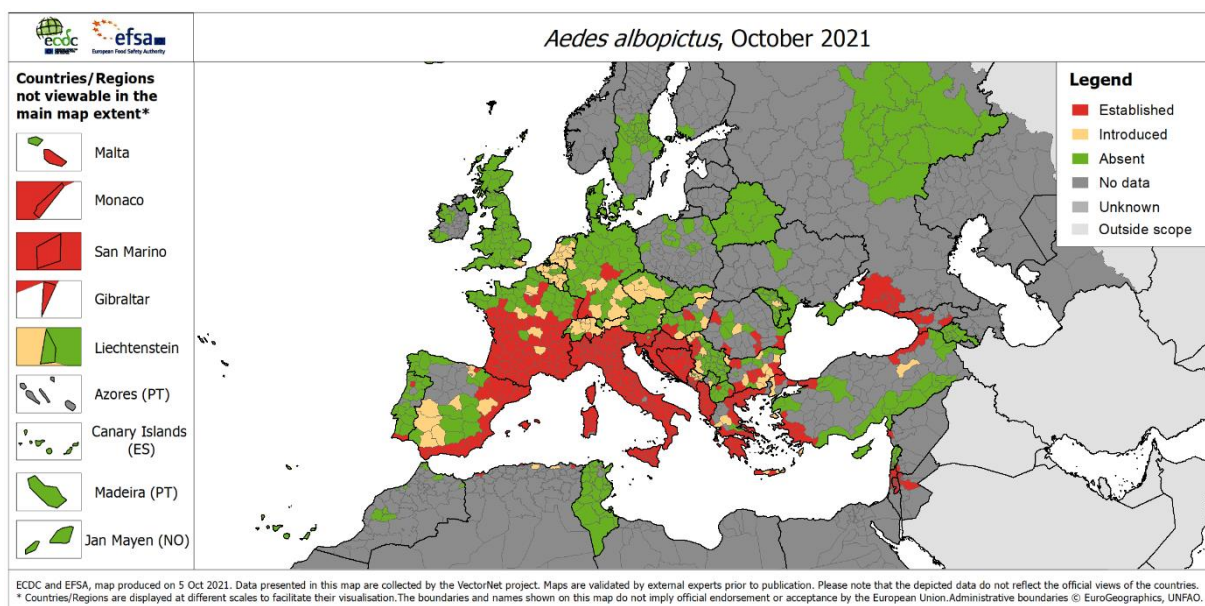 ecdc
efsa
European Food Safety Authority
Aedes albopictus, October 2021
Countries/Regions
not viewable in the
main map extent*
Malta
Monaco
San Marino
Gibraltar
Liechtenstein
Azores (PT)
Canary Islands
(ES)
Madeira (PT)
Jan Mayen (NO)
Legend
Established
Introduced
Absent
No data
Unknown
Outside scope
ECDC and EFSA, map produced on 5 Oct 2021. Data presented in this map are collected by the VectorNet project. Maps are validated by external experts prior to publication. Please note that the depicted data do not reflect the official views of the countries.
* Countries/Regions are displayed at different scales to facilitate their visualisation.The boundaries and names shown on this map do not imply official endorsement or acceptance by the European Union.Administrative boundaries © EuroGeographics, UNFAO.